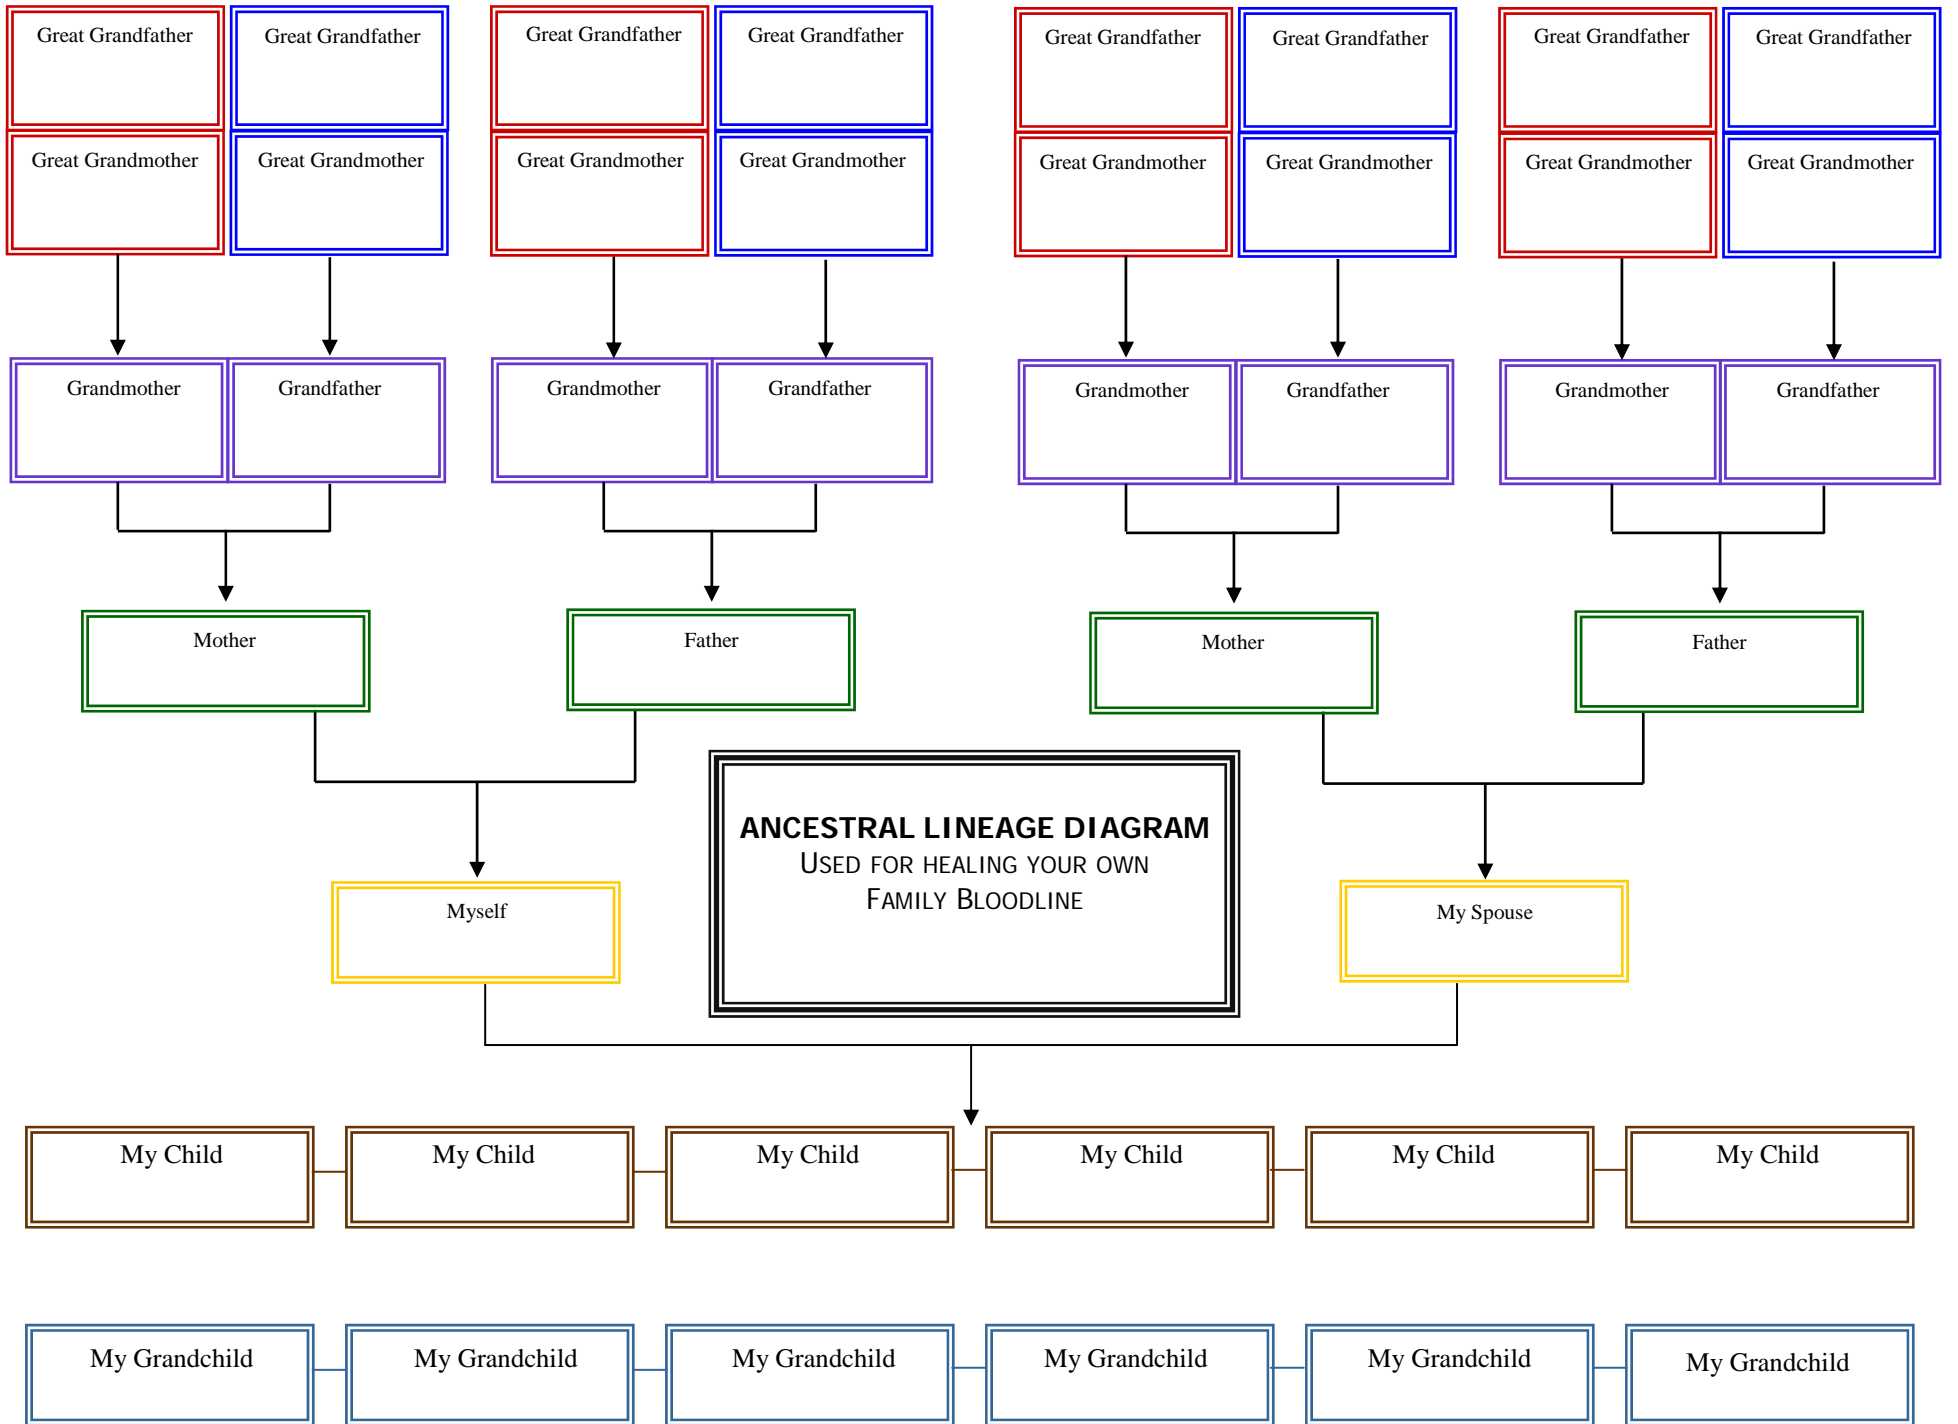 Great Grandfather
Great Grandfather
Great Grandfather
Great Grandfather
Great Grandfather
Great Grandfather
Great Grandfather
Great Grandfather
Great Grandmother
Great Grandmother
Great Grandmother
Great Grandmother
Great Grandmother
Great Grandmother
Great Grandmother
Great Grandmother
Grandmother
Grandfather
Grandmother
Grandfather
Grandmother
Grandfather
Grandmother
Grandfather
Mother
Father
Mother
Father
ANCESTRAL LINEAGE DIAGRAM
USED FOR HEALING YOUR OWN
FAMILY BLOODLINE
Myself
My Spouse
My Child
My Child
My Child
My Child
My Child
My Child
My Grandchild
My Grandchild
My Grandchild
My Grandchild
My Grandchild
My Grandchild